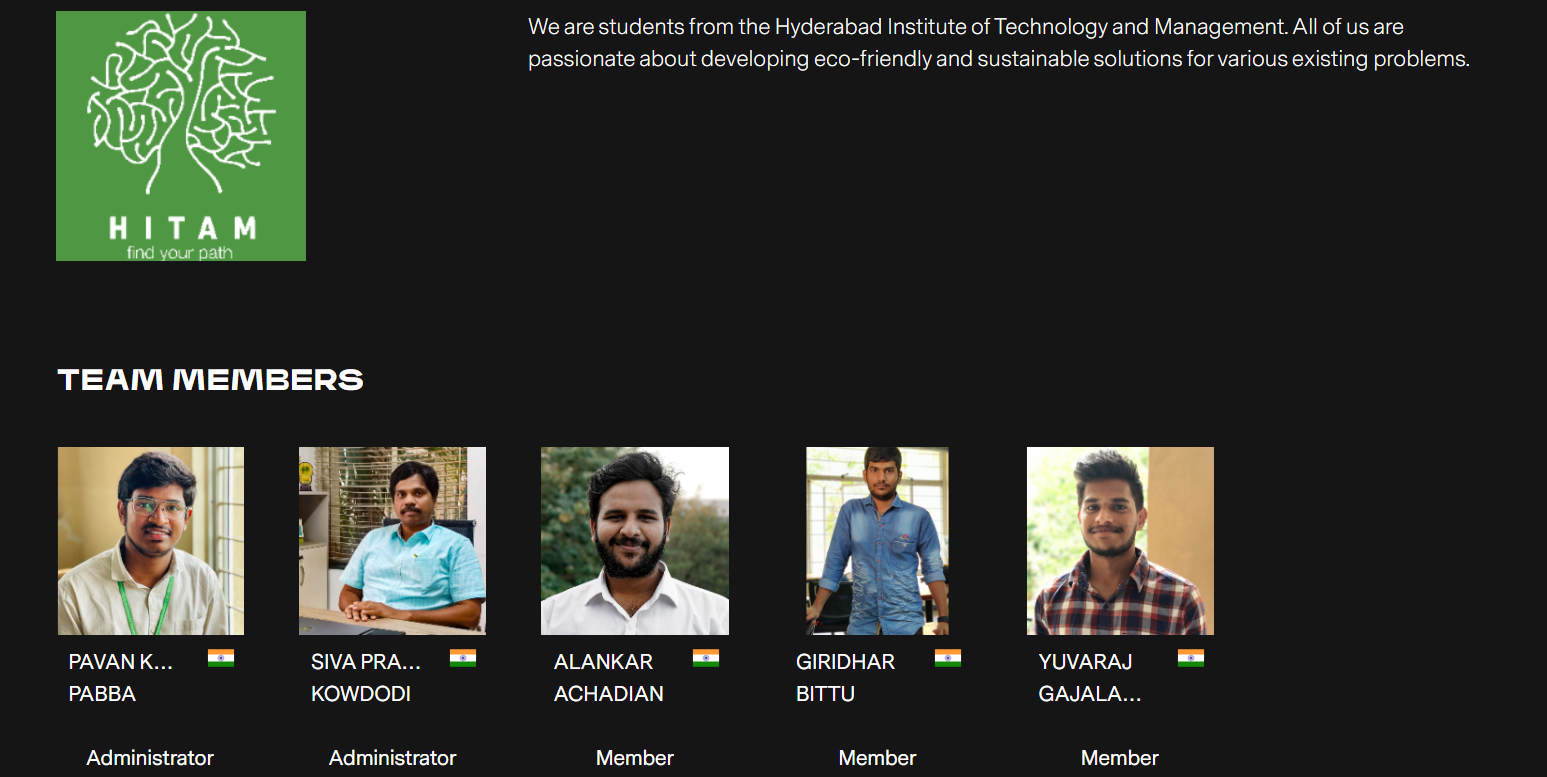 We are students from the Hyderabad Institute of Technology and Management. All of us are
passionate about developing eco-friendly and sustainable solutions for various existing problems.
HITAM
find your path
TEAM MEMBERS
PAVAN K...
PABBA
Administrator
SIVA PRA...
KOWDODI
Administrator
ALANKAR
ACHADIAN
Member
GIRIDHAR
BITTU
Member
YUVARAJ
GAJALA...
Member